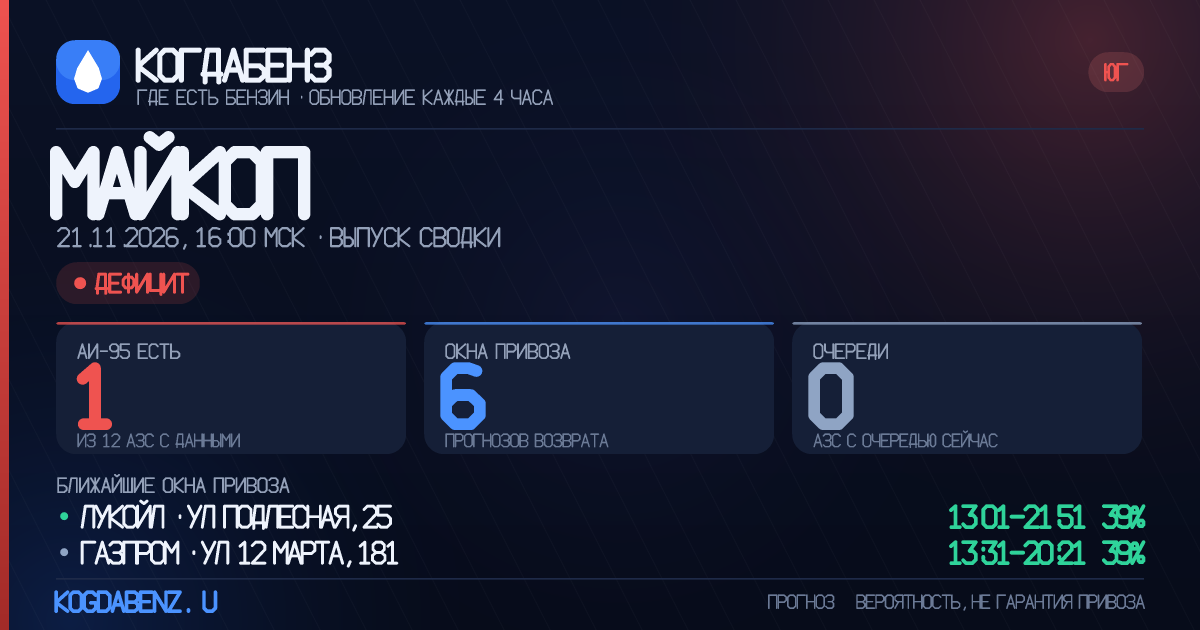 КОГДАБЕНЗ
ГДЕ ЕСТЬ БЕНЗИН · ОБНОВЛЕНИЕ КАЖДЫЕ 4 ЧАСА
ЮГ
МАЙКОП
21.11.2026, 16:00 МСК · ВЫПУСК СВОДКИ
• ДЕФИЦИТ
АИ-95 ЕСТЬ
1
ИЗ 12 АЗС С ДАННЫМИ
ОКНА ПРИВОЗА
6
ПРОГНОЗОВ ВОЗВРАТА
ОЧЕРЕДИ
0
АЗС С ОЧЕРЕДЬЮ СЕЙЧАС
БЛИЖАЙШИЕ ОКНА ПРИВОЗА
• ЛУКОЙЛ · УЛ ПОДЛЕСНАЯ, 25 13:01-21:51 39%
• ГАЗПРОМ · УЛ 12 МАРТА, 181 13:31-20:21 39%
KOGDABENZ. U
ПРОГНОЗ ВЕРОЯТНОСТЬ, НЕ ГАРАНТИЯ ПРИВОЗА